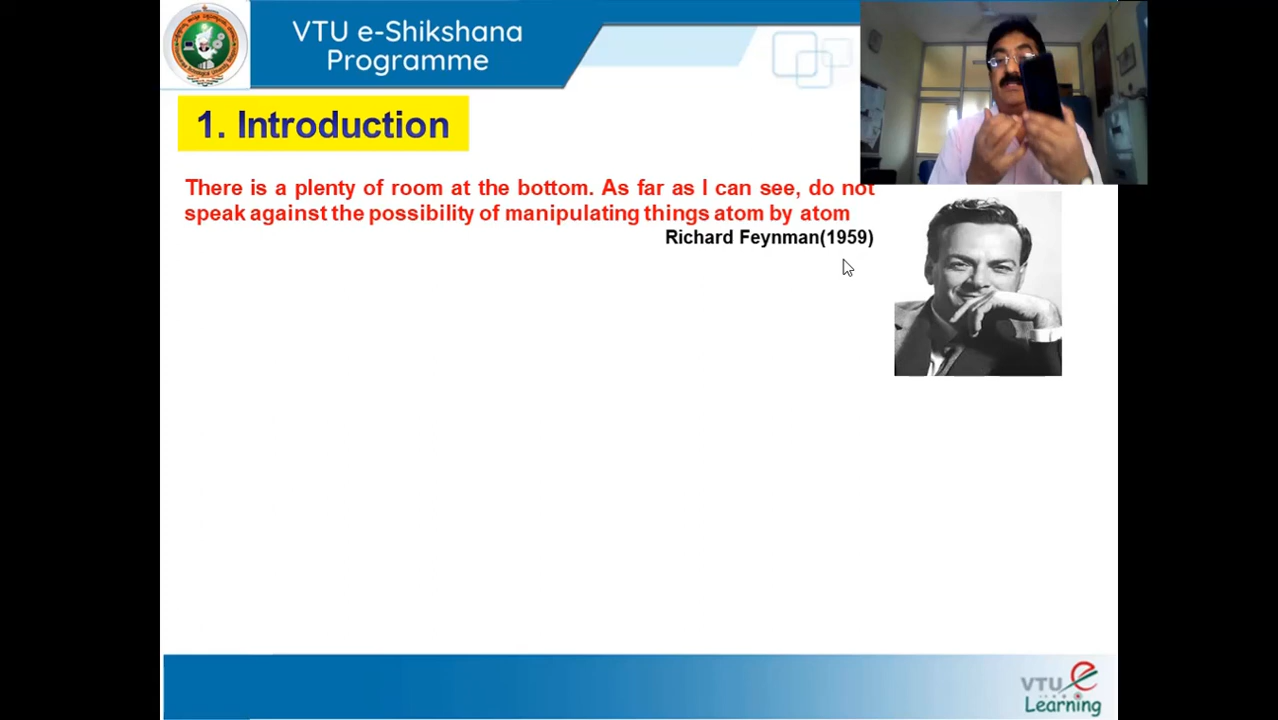 VTU e-Shikshana
Programme
1. Introduction
There is a plenty of room at the bottom. As far as I can see, do not
speak against the possibility of manipulating things atom by atom
Richard Feynman(1959)
VTU e
Learning